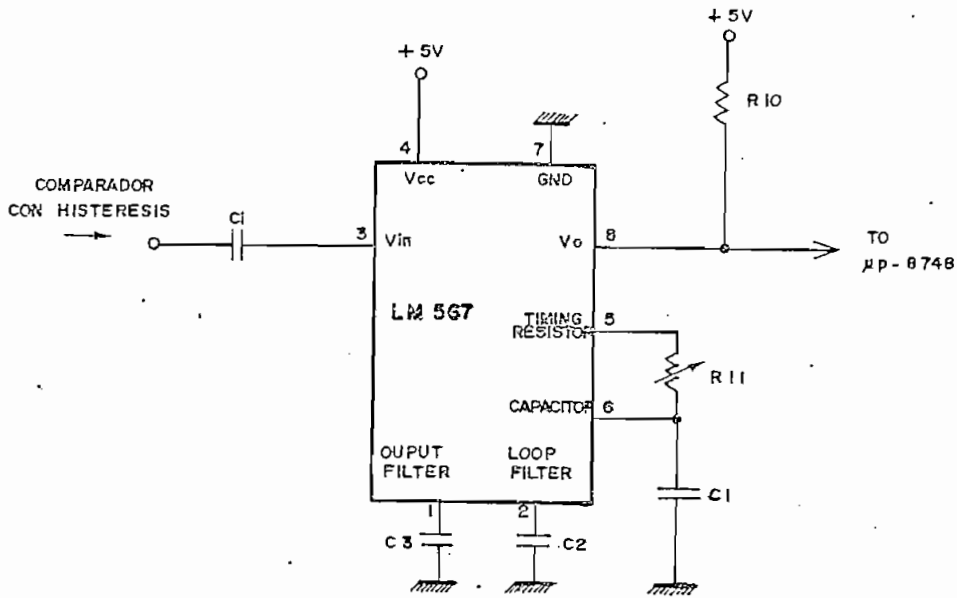 + 5V
+ 5V
R 10
4
7
Vcc
GND
COMPARADOR
CON HISTERESIS
Ci
3
Vin
Vo
8
TO
μp - 8748
LM 567
TIMING
RESISTOR
5
R 11
CAPACITOR
6
OUPUT
FILTER
LOOP
FILTER
C1
1
2
C3
C2